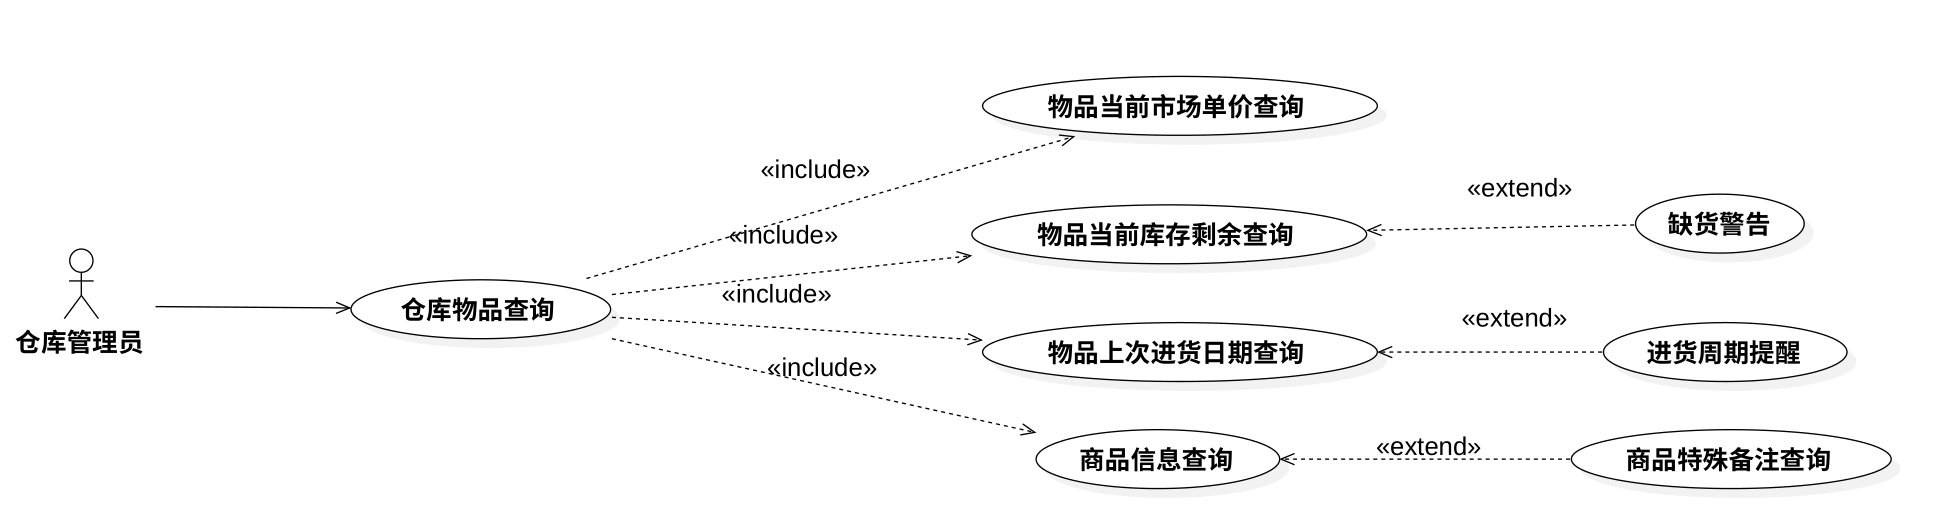 物品当前市场单价查询
«include»
«extend»
缺货警告
«include»
物品当前库存剩余查询
«include»
仓库物品查询
仓库管理员
«extend»
物品上次进货日期查询
进货周期提醒
«include»
«extend»
商品信息查询
商品特殊备注查询